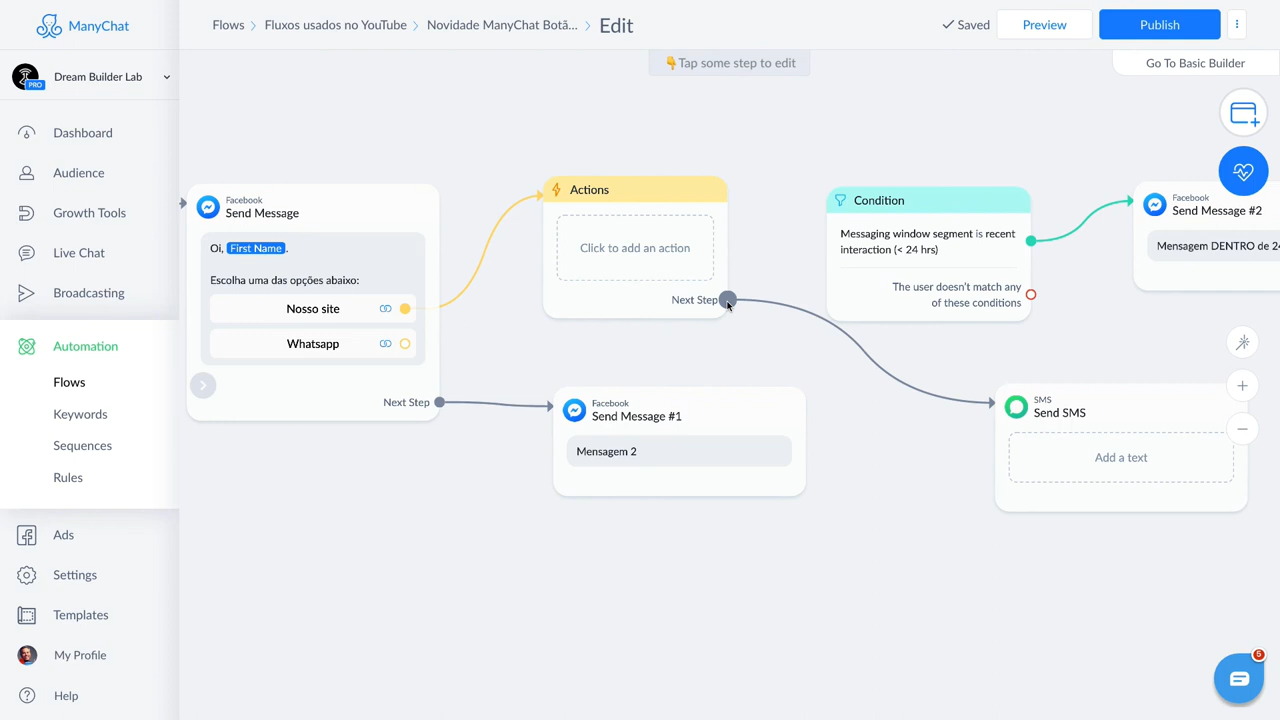 ManyChat
Flows
Fluxos usados no YouTube
Novidade ManyChat Botã...
Edit
Saved
Preview
Publish
PRO
Dream Builder Lab
👇Tap some step to edit
Go To Basic Builder
Dashboard
Audience
Growth Tools
Live Chat
Broadcasting
Automation
Flows
Keywords
Sequences
Rules
Ads
Settings
Templates
My Profile
Help
Facebook
Send Message
Oi, First Name .
Escolha uma das opções abaixo:
Nosso site
Whatsapp
Next Step
Actions
Click to add an action
Next Step
Facebook
Send Message #1
Mensagem 2
Condition
Messaging window segment is recent
interaction (< 24 hrs)
The user doesn't match any
of these conditions
Facebook
Send Message #2
Mensagem DENTRO de
SMS
Send SMS
Add a text
5